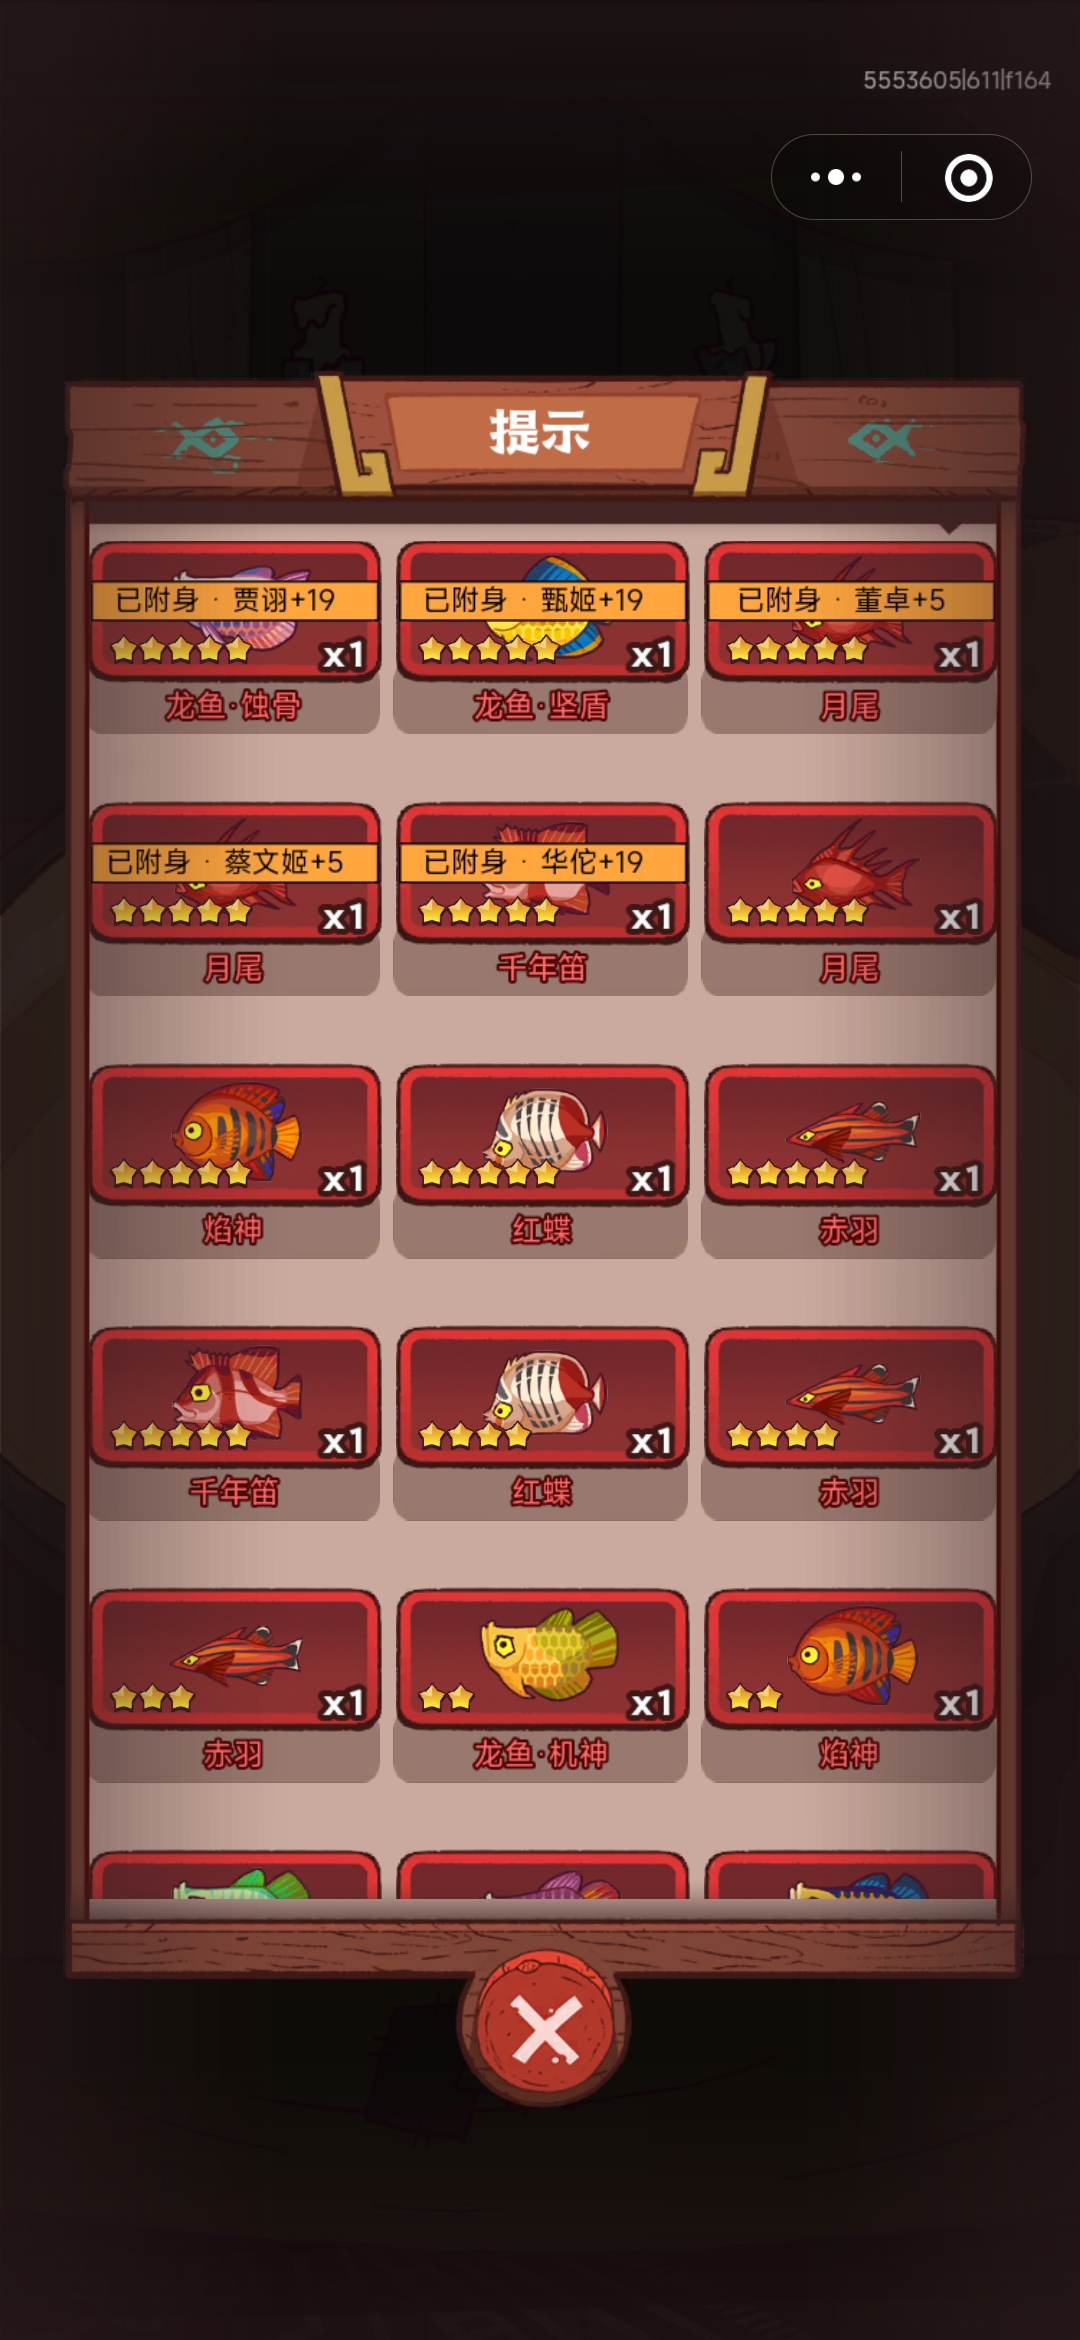 5553605|611|f164
提示
已附身 · 贾诩+19
已附身 · 甄姬+19
已附身 · 董卓+5
x1
x1
x1
龙鱼·蚀骨
龙鱼·坚盾
月尾
已附身 · 蔡文姬+5
已附身 · 华佗+19
x1
x1
x1
月尾
千年笛
月尾
x1
x1
x1
焰神
红蝶
赤羽
x1
x1
x1
千年笛
红蝶
赤羽
x1
x1
x1
赤羽
龙鱼·机神
焰神